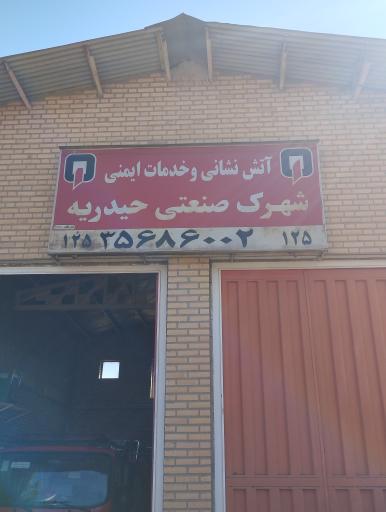 آتش نشانی وخدمات ایمنی
شهرک صنعتی حیدریه
۱۲۵ ۳۵۶۸۶۰۰۲ ۱۲۵